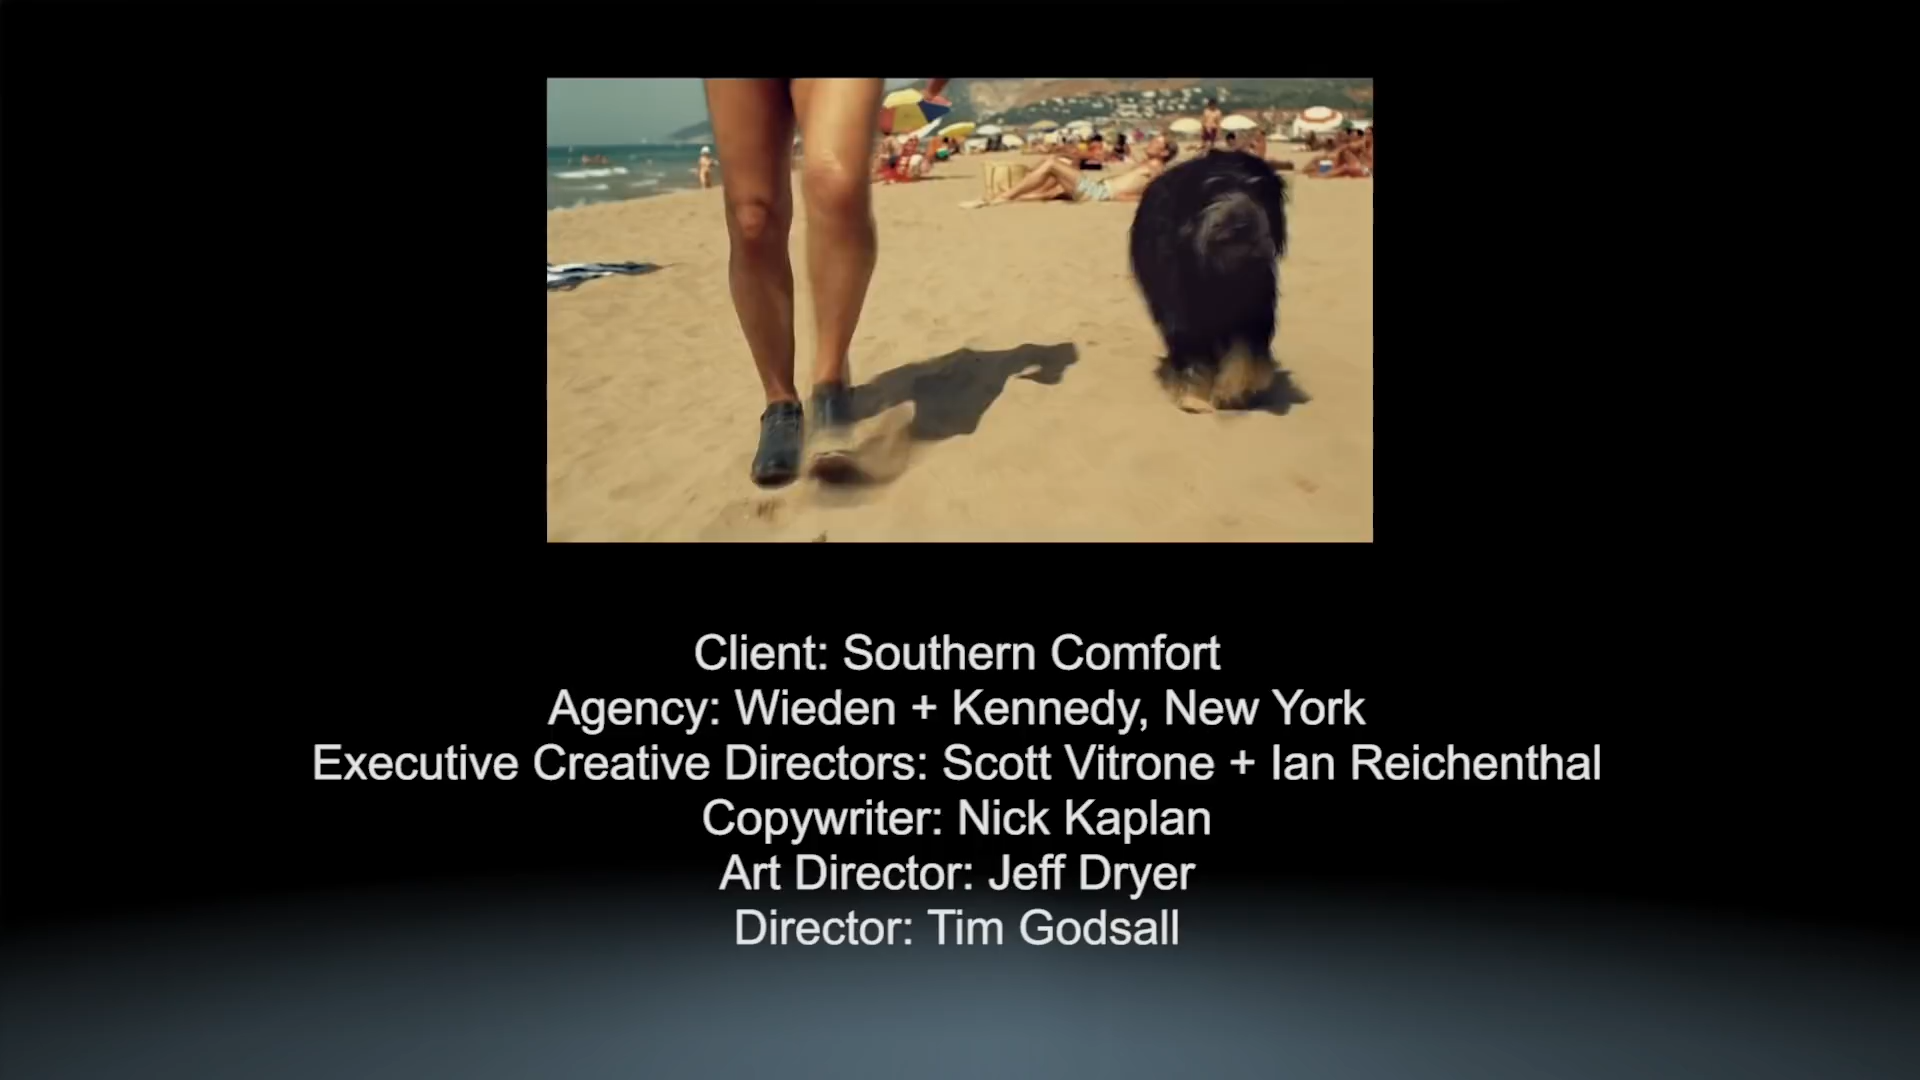 Client: Southern Comfort
Agency: Wieden + Kennedy, New York
Executive Creative Directors: Scott Vitrone + Ian Reichenthal
Copywriter: Nick Kaplan
Art Director: Jeff Dryer
Director: Tim Godsall